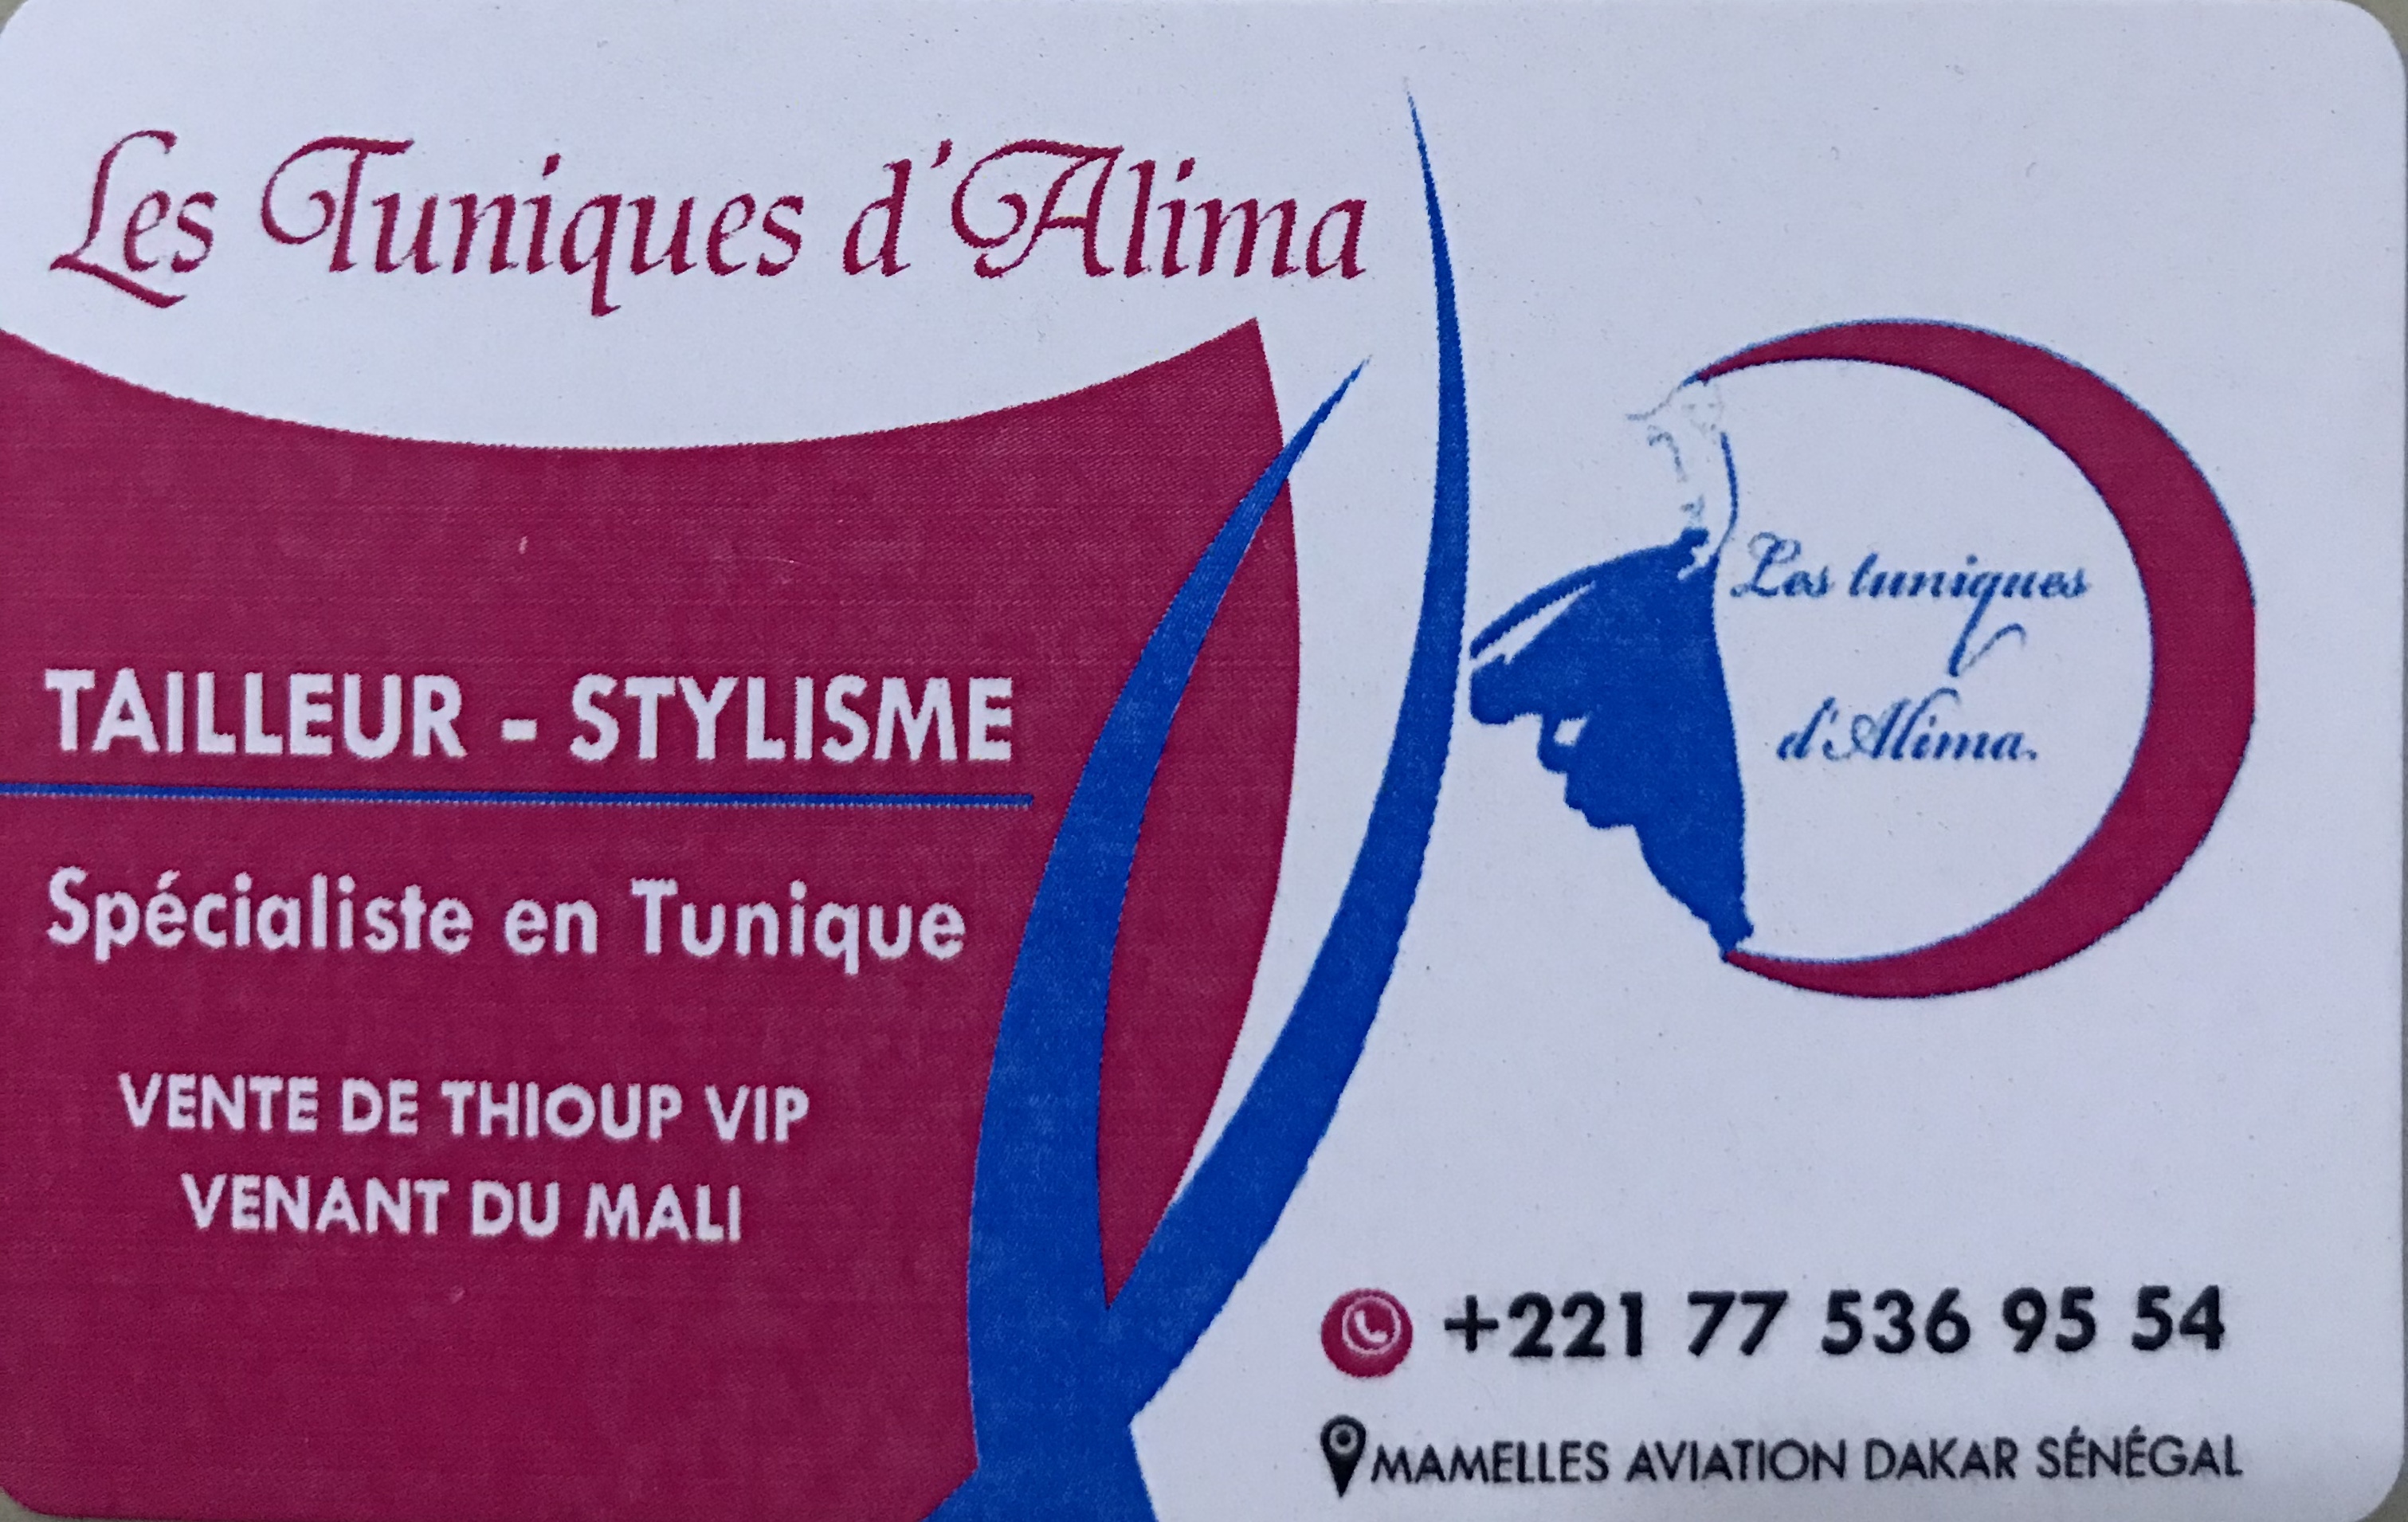 Les Tuniques d'Alima
TAILLEUR - STYLISME
Spécialiste en Tunique
VENTE DE THIOUP VIP
VENANT DU MALI
Les tuniques
d'Alima.
+221 77 536 95 54
MAMELLES AVIATION DAKAR SÉNÉGAL